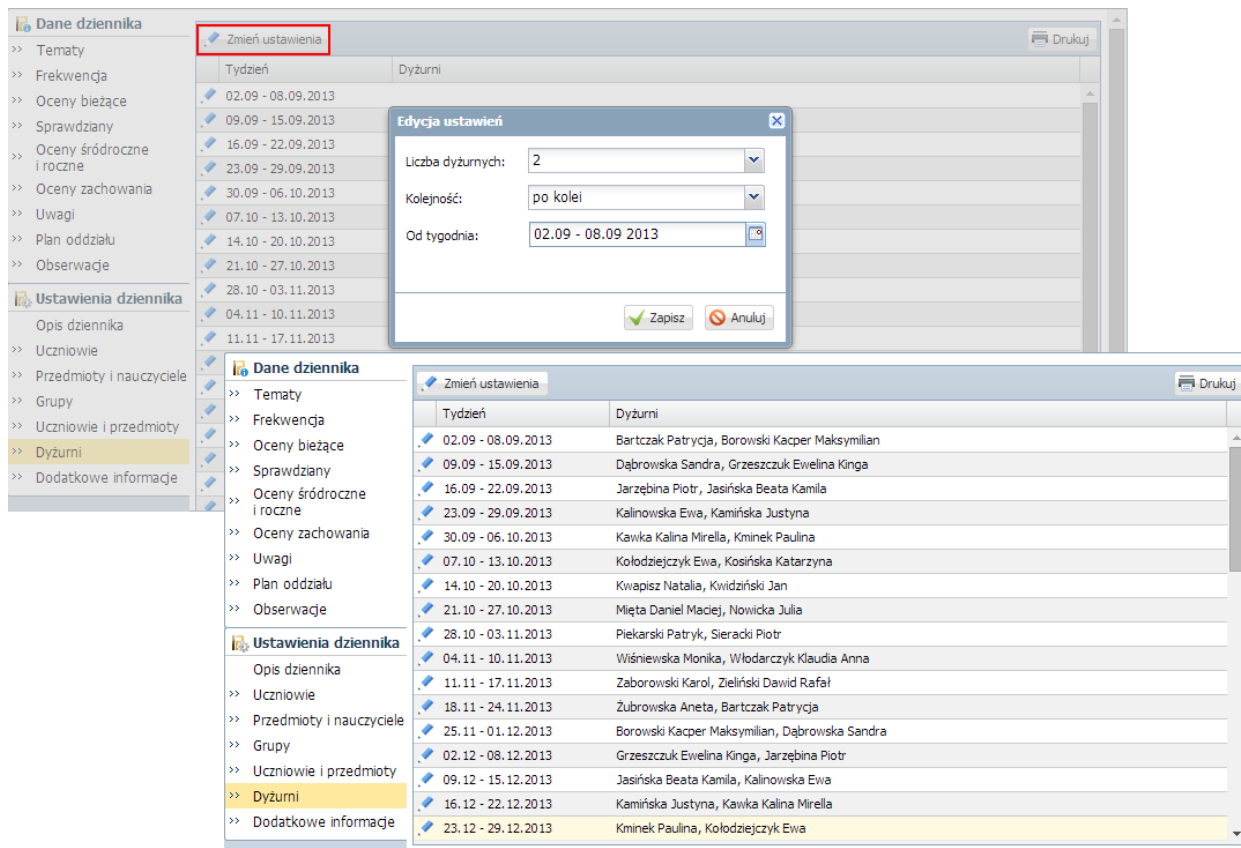 Dane dziennika
Tematy
Frekwencja
Oceny bieżące
Sprawdziany
Oceny śródroczne
i roczne
Oceny zachowania
Uwagi
Plan oddziału
Obserwacje
Ustawienia dziennika
Opis dziennika
Uczniowie
Przedmioty i nauczyciele
Grupy
Uczniowie i przedmioty
Dyżurni
Dodatkowe informacje
Zmień ustawienia Drukuj
Tydzień Dyżurni
02.09 - 08.09.2013
09.09 - 15.09.2013
16.09 - 22.09.2013
23.09 - 29.09.2013
30.09 - 06.10.2013
07.10 - 13.10.2013
14.10 - 20.10.2013
21.10 - 27.10.2013
28.10 - 03.11.2013
04.11 - 10.11.2013
11.11 - 17.11.2013
Edycja ustawień
Liczba dyżurnych: 2
Kolejność: po kolei
Od tygodnia: 02.09 - 08.09 2013
Zapisz Anuluj
Dane dziennika
Tematy
Frekwencja
Oceny bieżące
Sprawdziany
Oceny śródroczne
i roczne
Oceny zachowania
Uwagi
Plan oddziału
Obserwacje
Ustawienia dziennika
Opis dziennika
Uczniowie
Przedmioty i nauczyciele
Grupy
Uczniowie i przedmioty
Dyżurni
Dodatkowe informacje
Zmień ustawienia Drukuj
Tydzień Dyżurni
02.09 - 08.09.2013 Bartczak Patrycja, Borowski Kacper Maksymilian
09.09 - 15.09.2013 Dąbrowska Sandra, Grzeszczuk Ewelina Kinga
16.09 - 22.09.2013 Jarzębina Piotr, Jasińska Beata Kamila
23.09 - 29.09.2013 Kalinowska Ewa, Kamińska Justyna
30.09 - 06.10.2013 Kawka Kalina Mirella, Kminek Paulina
07.10 - 13.10.2013 Kołodziejczyk Ewa, Kosińska Katarzyna
14.10 - 20.10.2013 Kwapisz Natalia, Kwidziński Jan
21.10 - 27.10.2013 Mięta Daniel Maciej, Nowicka Julia
28.10 - 03.11.2013 Piekarski Patryk, Sieracki Piotr
04.11 - 10.11.2013 Wiśniewska Monika, Włodarczyk Klaudia Anna
11.11 - 17.11.2013 Zaborowski Karol, Zieliński Dawid Rafał
18.11 - 24.11.2013 Żubrowska Aneta, Bartczak Patrycja
25.11 - 01.12.2013 Borowski Kacper Maksymilian, Dąbrowska Sandra
02.12 - 08.12.2013 Grzeszczuk Ewelina Kinga, Jarzębina Piotr
09.12 - 15.12.2013 Jasińska Beata Kamila, Kalinowska Ewa
16.12 - 22.12.2013 Kamińska Justyna, Kawka Kalina Mirella
23.12 - 29.12.2013 Kminek Paulina, Kołodziejczyk Ewa